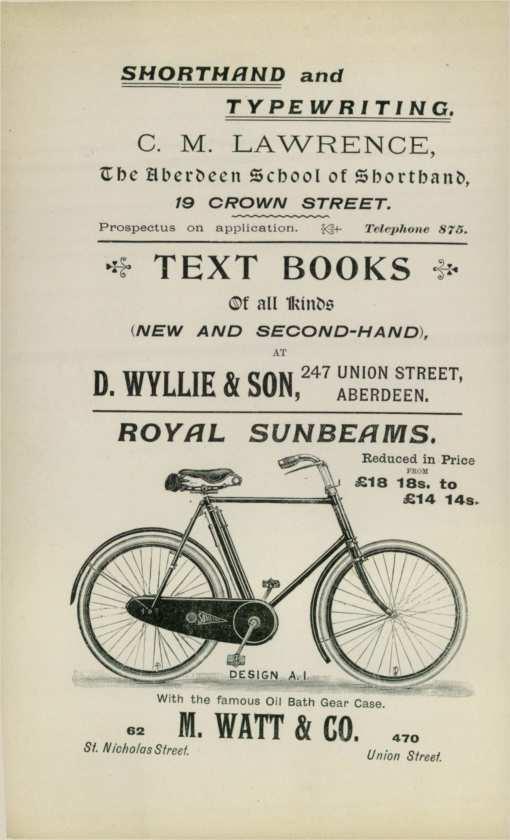 SHORTHAND and
TYPEWRITING.
C. M. LAWRENCE,
The Aberdeen School of Shorthand,
19 CROWN STREET.
Prospectus on application. Telephone 875.
TEXT BOOKS
Of all Kinds
(NEW AND SECOND-HAND),
AT
D. WYLLIE & SON, 247 UNION STREET,
ABERDEEN.
ROYAL SUNBEAMS.
Reduced in Price
FROM
£18 18s. to
£14 14s.
DESIGN A.I.
With the famous Oil Bath Gear Case.
M. WATT & CO.
62
St. Nicholas Street.
470
Union Street.